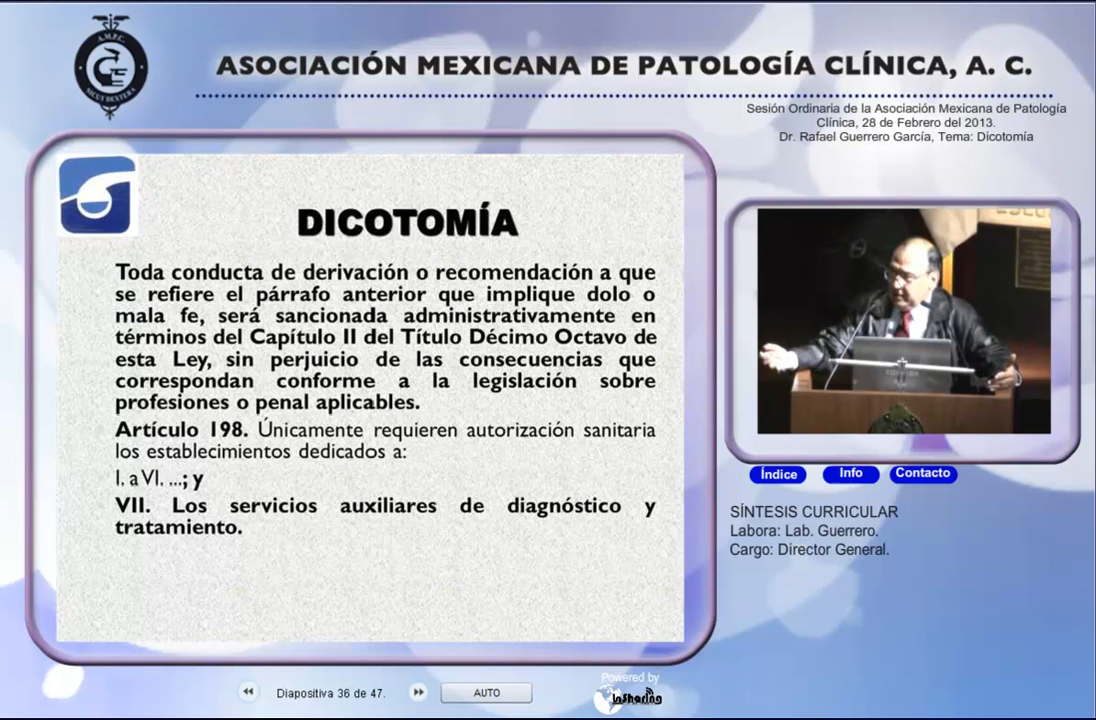 A.M.P.C.
SICUT DEXTERA
ASOCIACIÓN MEXICANA DE PATOLOGÍA CLÍNICA, A. C.
Sesión Ordinaria de la Asociación Mexicana de Patología
Clínica, 28 de Febrero del 2013.
Dr. Rafael Guerrero García, Tema: Dicotomía
DICOTOMÍA
Toda conducta de derivación o recomendación a que
se refiere el párrafo anterior que implique dolo o
mala fe, será sancionada administrativamente en
términos del Capítulo II del Título Décimo Octavo de
esta Ley, sin perjuicio de las consecuencias que
correspondan conforme a la legislación sobre
profesiones o penal aplicables.
Artículo 198. Únicamente requieren autorización sanitaria
los establecimientos dedicados a:
I. a VI. ...; y
VII. Los servicios auxiliares de diagnóstico y
tratamiento.
TOSHIBA
Índice Info Contacto
SÍNTESIS CURRICULAR
Labora: Lab. Guerrero.
Cargo: Director General.
Diapositiva 36 de 47.
AUTO
Powered by
InSharing